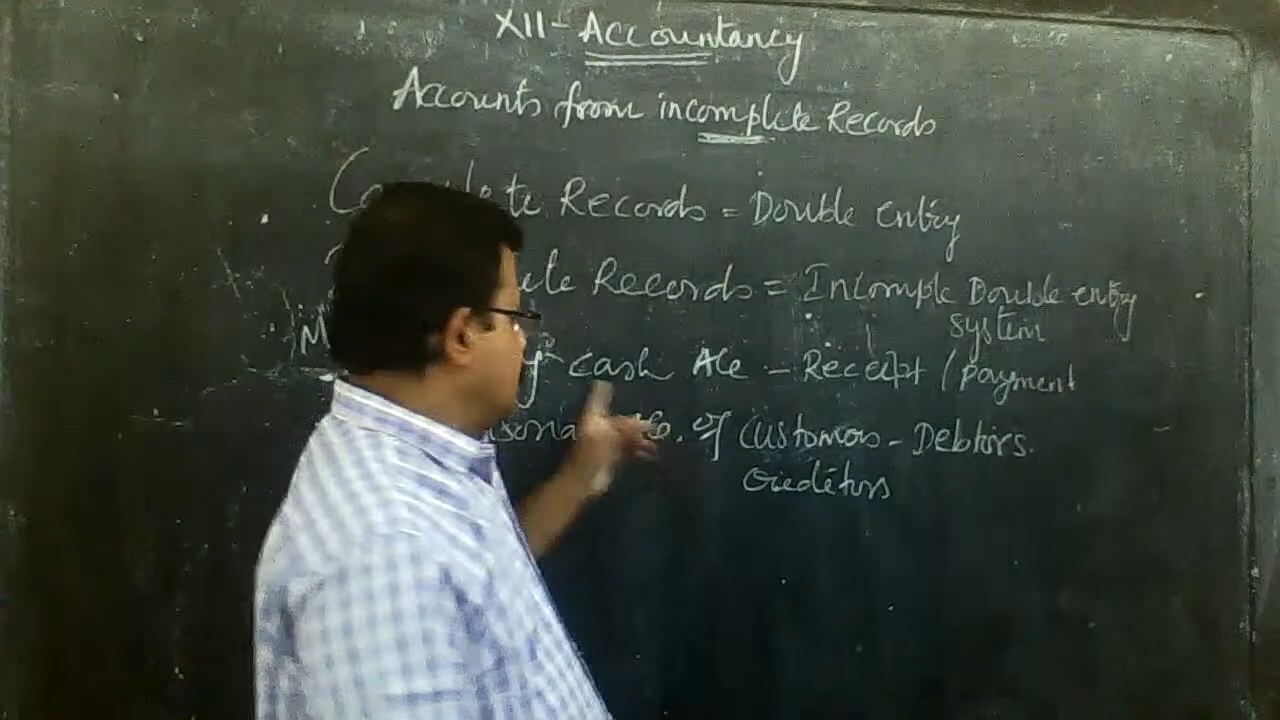 XII - Accountancy
Accounts from incomplete Records
Records = Double entry
Records = Incomple Double entry
system
cash A/c - Receipt / payment
of customers - Debtors.
creditors